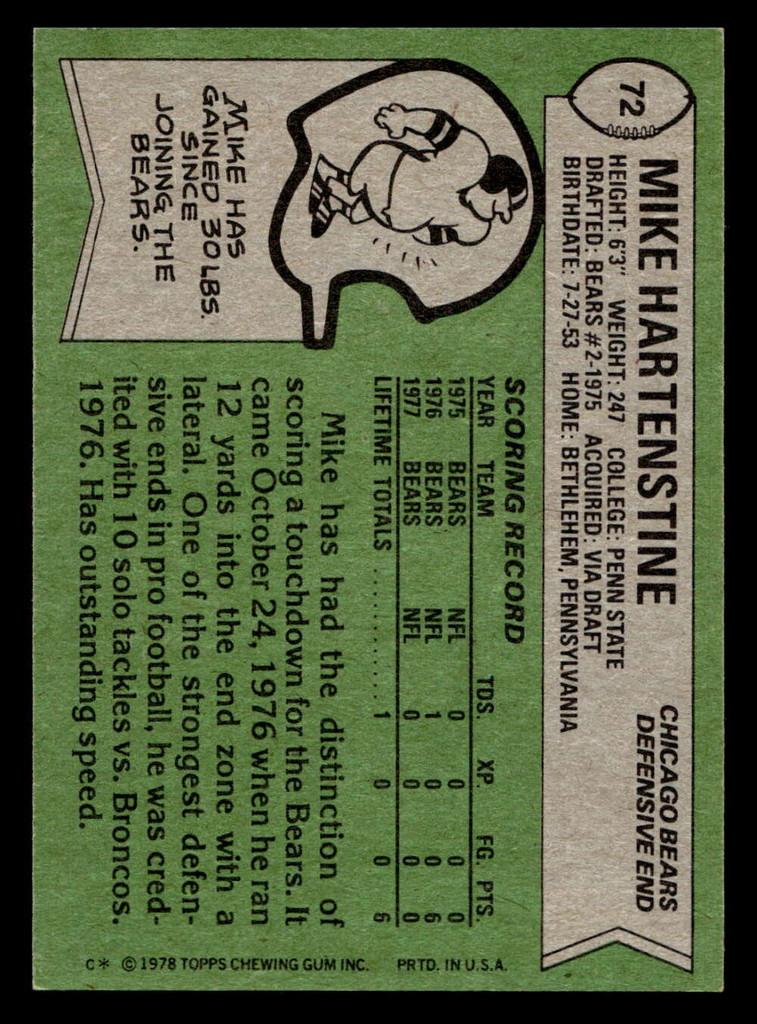 72
MIKE HARTENSTINE
CHICAGO BEARS
DEFENSIVE END
HEIGHT: 6'3" WEIGHT: 247 COLLEGE: PENN STATE
DRAFTED: BEARS #2-1975 ACQUIRED: VIA DRAFT
BIRTHDATE: 7-27-53 HOME: BETHLEHEM, PENNSYLVANIA
MIKE HAS
GAINED 30 LBS.
SINCE
JOINING THE
BEARS.
SCORING RECORD
YEAR TEAM TDS. XP. FG. PTS.
1975 BEARS NFL 0 0 0 0
1976 BEARS NFL 1 0 0 6
1977 BEARS NFL 0 0 0 0
LIFETIME TOTALS ............ 1 0 0 6
Mike has had the distinction of
scoring a touchdown for the Bears. It
came October 24, 1976 when he ran
12 yards into the end zone with a
lateral. One of the strongest defen-
sive ends in pro football, he was cred-
ited with 10 solo tackles vs. Broncos.
1976. Has outstanding speed.
C* © 1978 TOPPS CHEWING GUM INC. PRTD. IN U.S.A.